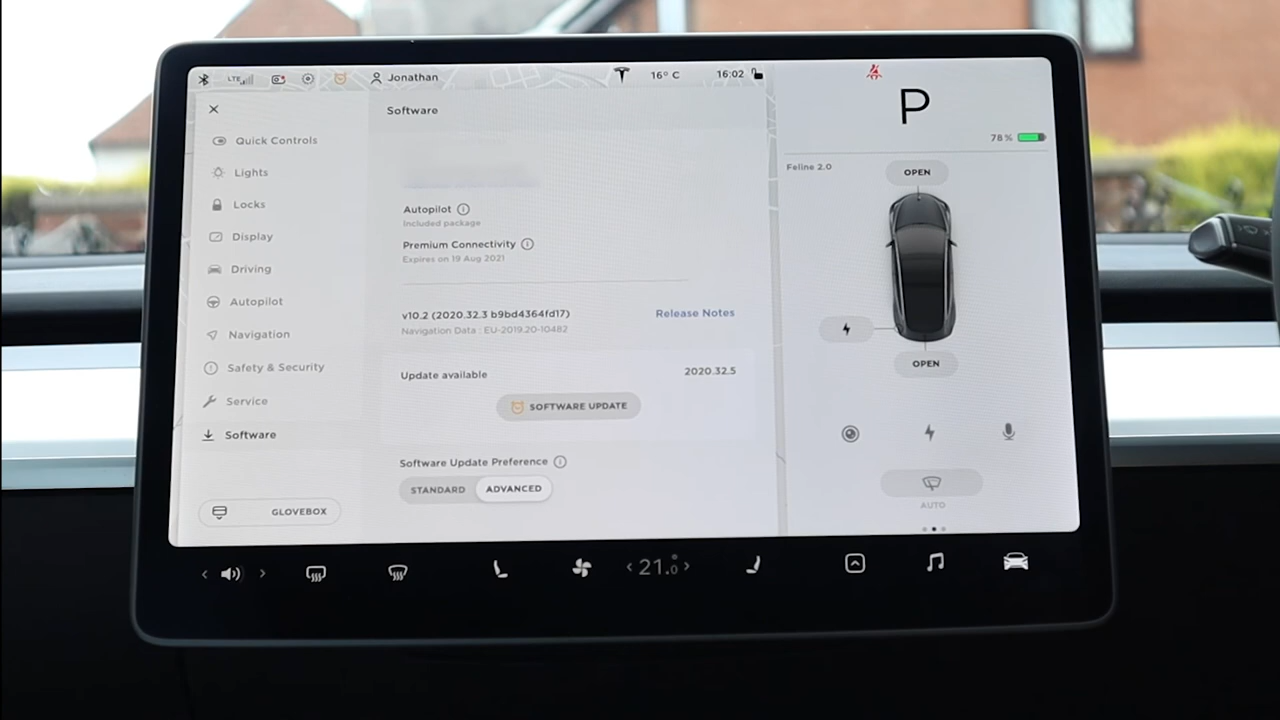 LTE
Jonathan
16° C
16:02
Software
Quick Controls
Lights
Locks
Display
Driving
Autopilot
Navigation
Safety & Security
Service
Software
GLOVEBOX
Autopilot
Included package
Premium Connectivity
Expires on 19 Aug 2021
v10.2 (2020.32.3 b9bd4364fd17)
Release Notes
Navigation Data : EU-2019.20-10482
Update available
2020.32.5
SOFTWARE UPDATE
Software Update Preference
STANDARD
ADVANCED
P
78%
Feline 2.0
OPEN
OPEN
AUTO
21.0